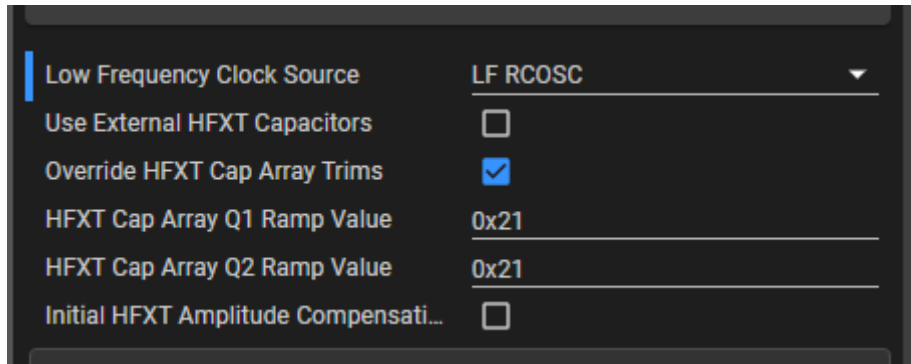 Low Frequency Clock Source LF RCOSC
Use External HFXT Capacitors
Override HFXT Cap Array Trims
HFXT Cap Array Q1 Ramp Value 0x21
HFXT Cap Array Q2 Ramp Value 0x21
Initial HFXT Amplitude Compensati...